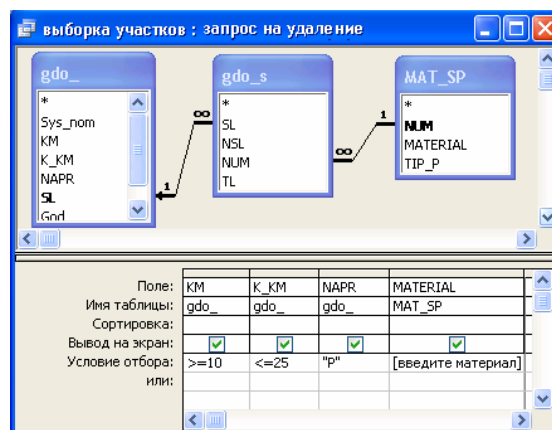 выборка участков : запрос на удаление
gdo_
*
Sys_nom
KM
K_KM
NAPR
SL
God
gdo_s
*
SL
NSL
NUM
TL
MAT_SP
*
NUM
MATERIAL
TIP_P
1
∞
∞
1
Поле: KM K_KM NAPR MATERIAL
Имя таблицы: gdo_ gdo_ gdo_ MAT_SP
Сортировка:
Вывод на экран:
Условие отбора: >=10 <=25 "P" [введите материал]
или: